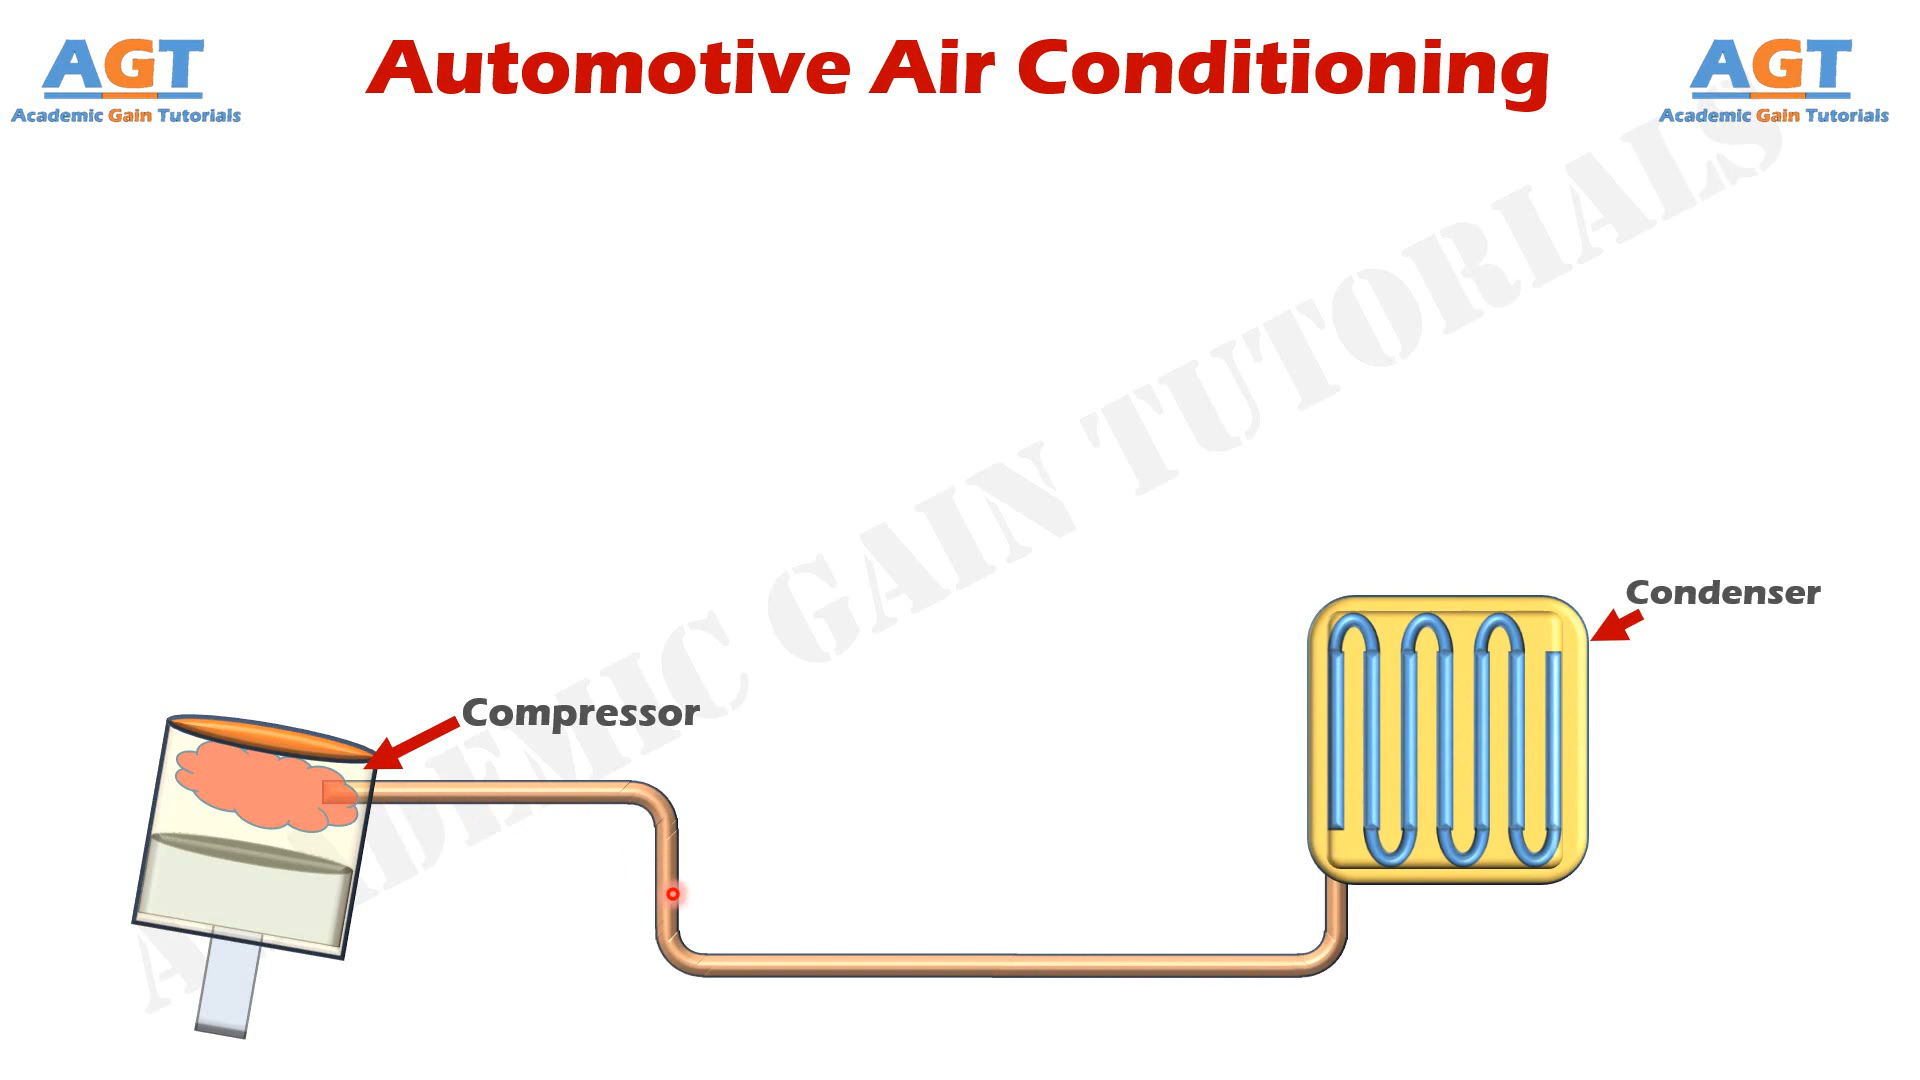 AGT
Academic Gain Tutorials
Automotive Air Conditioning
AGT
Academic Gain Tutorials
ACADEMIC GAIN TUTORIALS
Condenser
Compressor